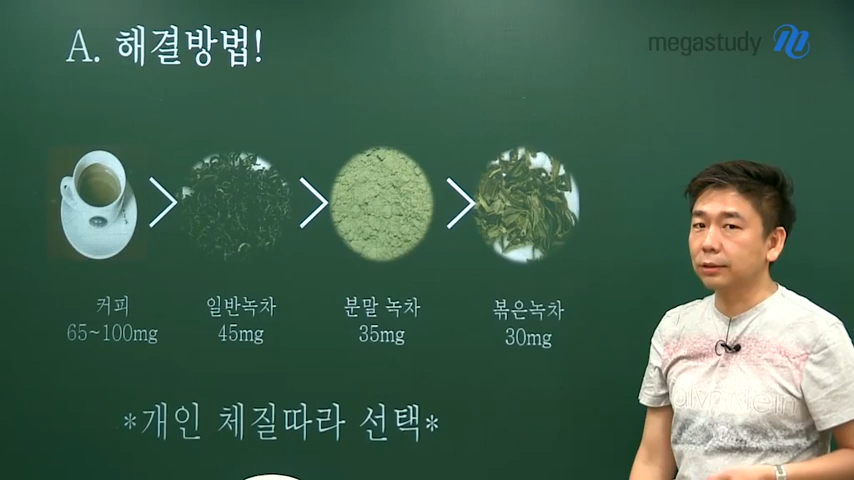 A. 해결방법!
megastudy
커피
65~100mg
일반녹차
45mg
분말 녹차
35mg
볶은녹차
30mg
*개인 체질따라 선택*